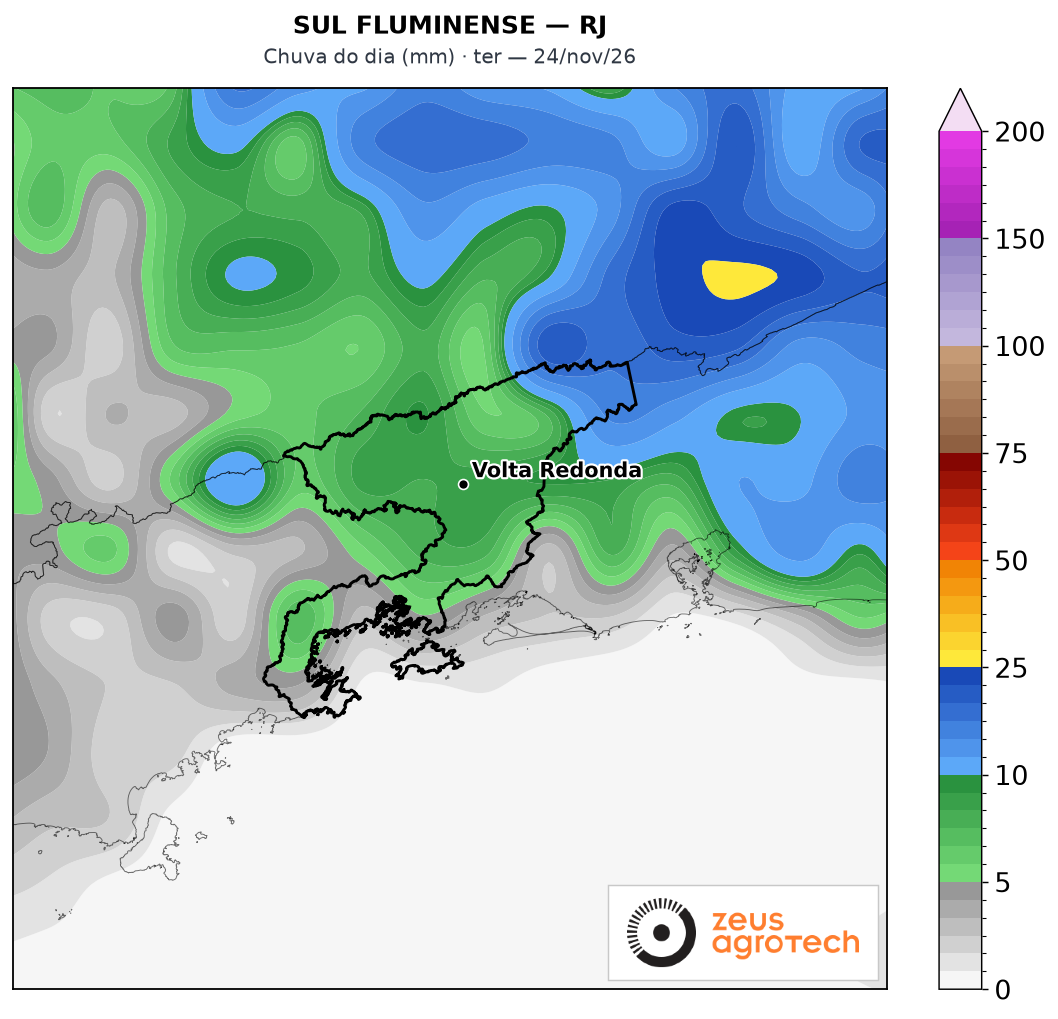 SUL FLUMINENSE — RJ
Chuva do dia (mm) · ter — 24/nov/26
200
150
100
75
50
25
10
5
0
Volta Redonda
zeus
agrotech